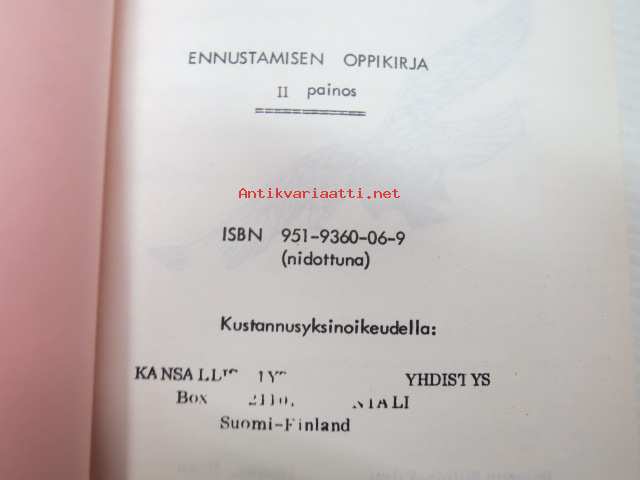 ENNUSTAMISEN OPPIKIRJA
II painos
Antikvariaatti.net
ISBN 951-9360-06-9
(nidottuna)
Kustannusyksinoikeudella:
YHDISTYS
Box
Suomi-Finland